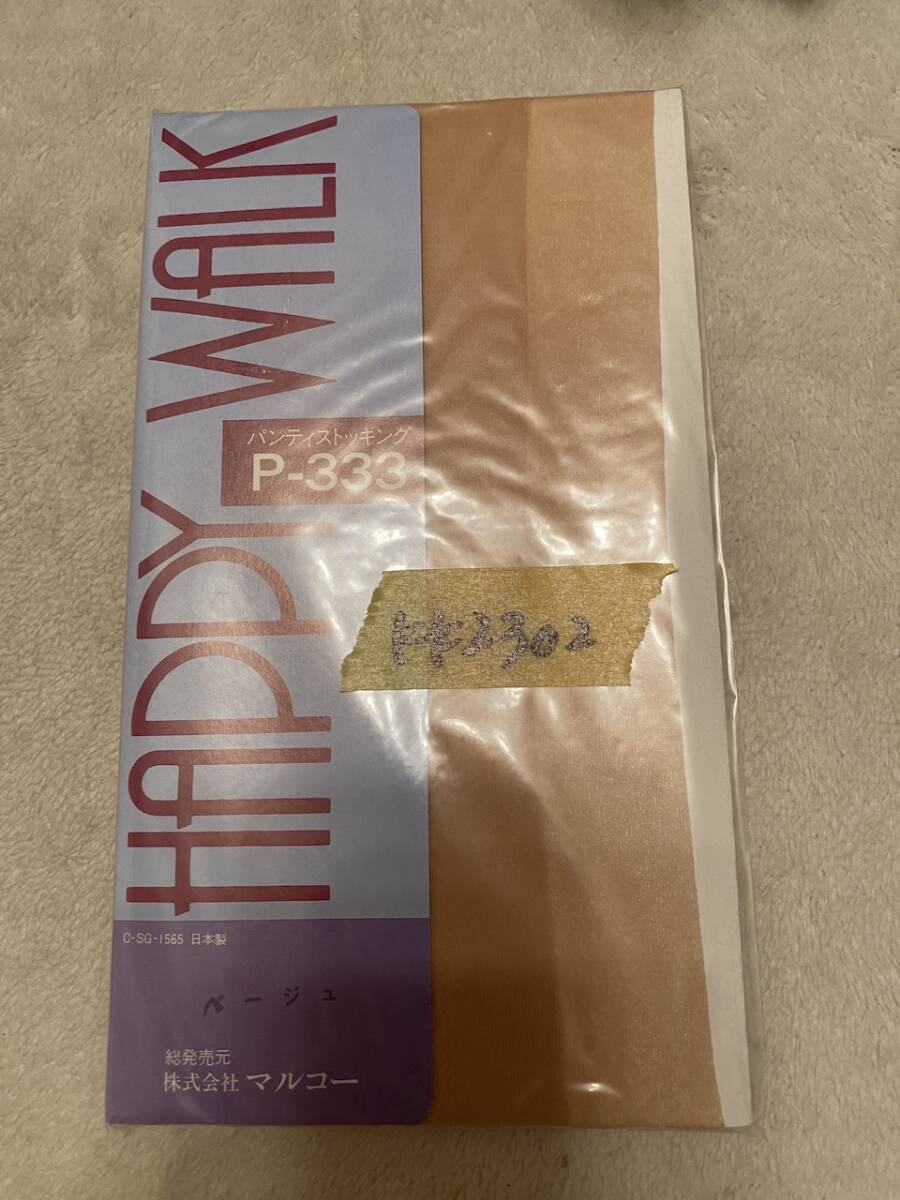 HAPPY WALK
パンティストッキング
P-333
トド2302
C-SG-1565 日本製
ベージュ
総発売元
株式会社 マルコー